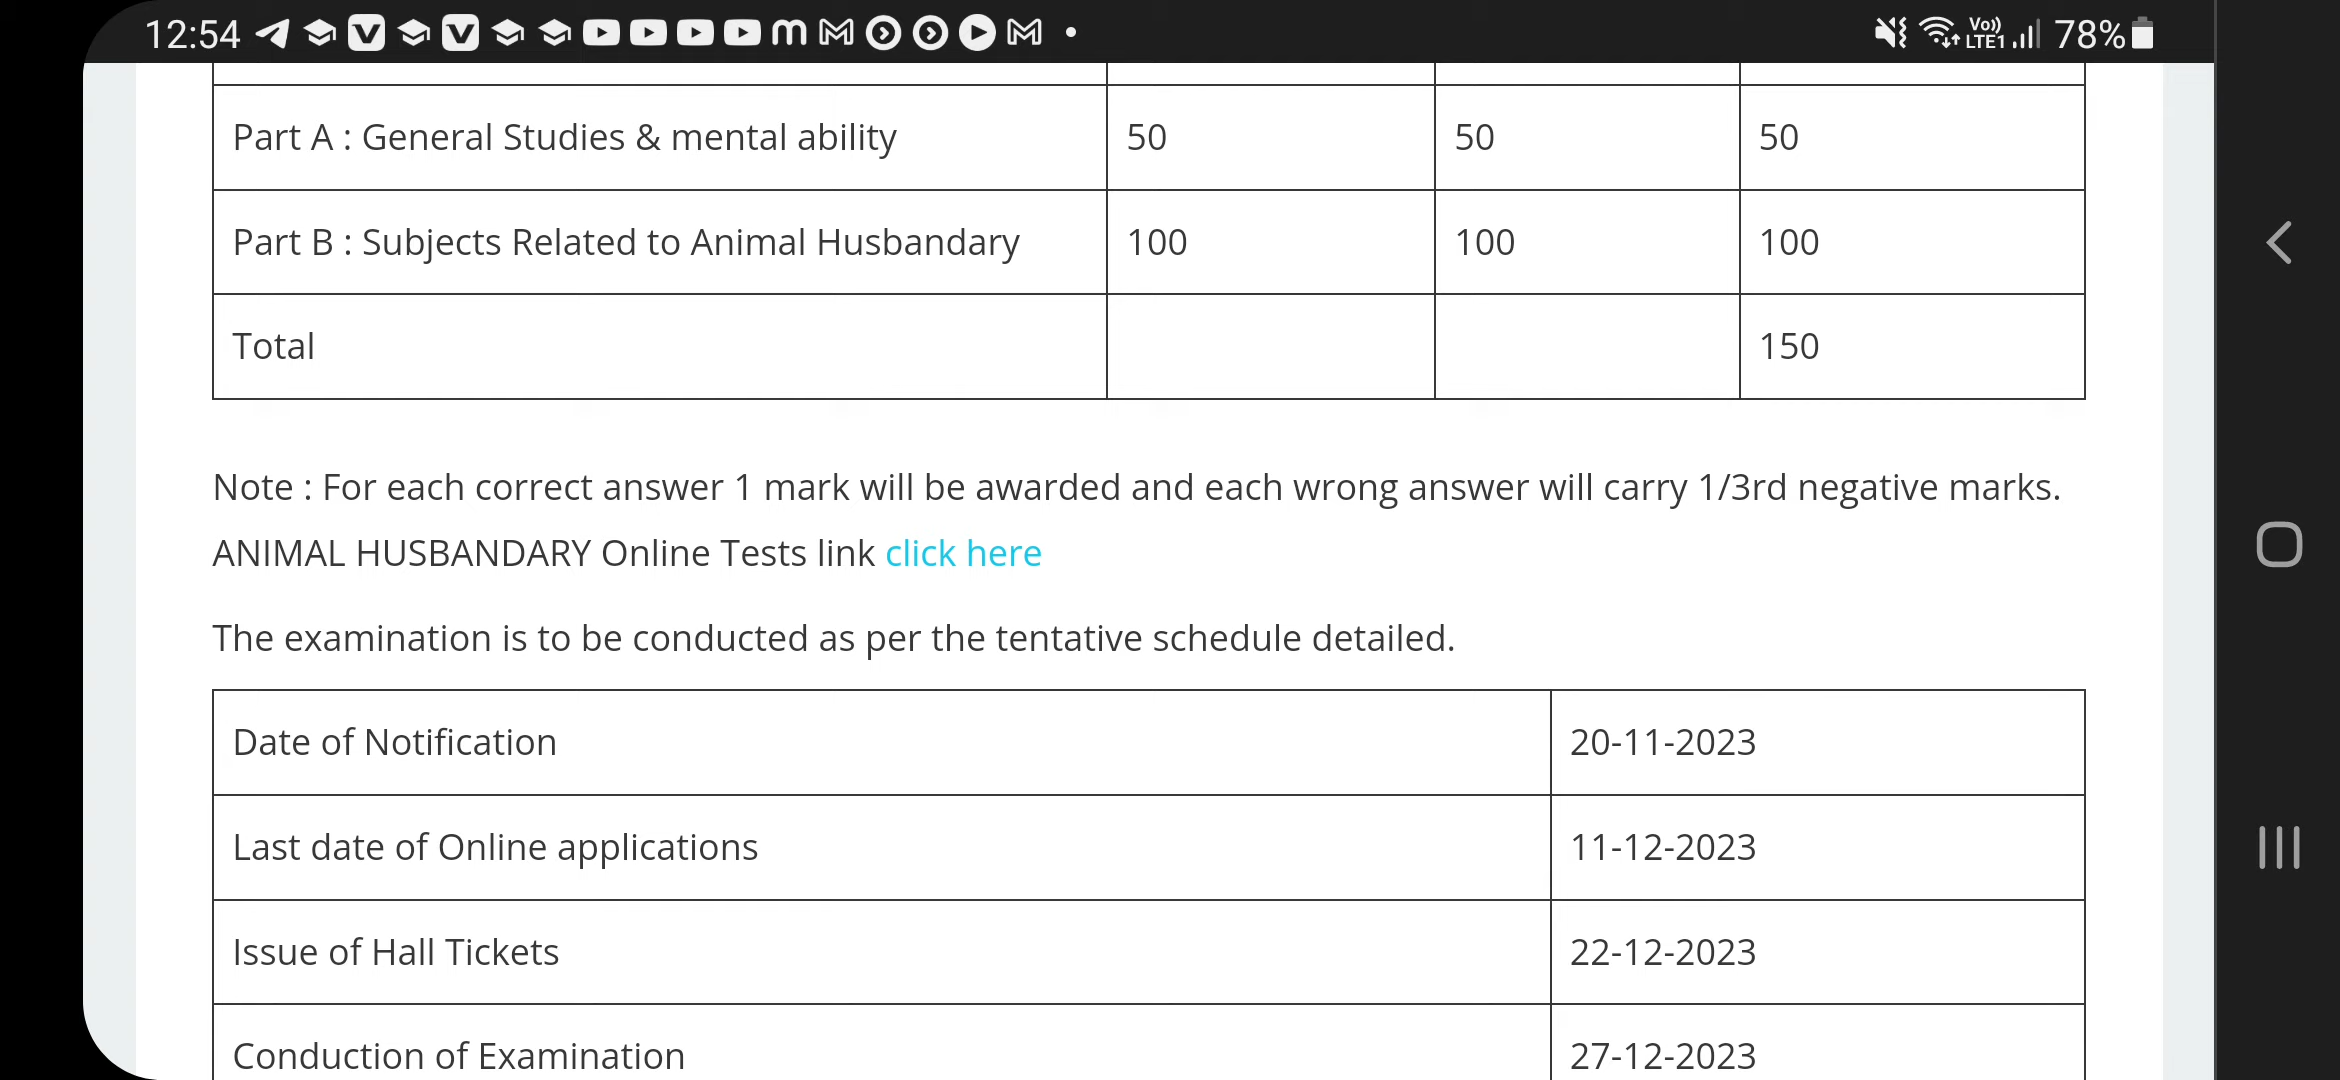 12:54 Vo)) LTE1 78%
Part A : General Studies & mental ability 50 50 50
Part B : Subjects Related to Animal Husbandary 100 100 100
Total 150
Note : For each correct answer 1 mark will be awarded and each wrong answer will carry 1/3rd negative marks.
ANIMAL HUSBANDARY Online Tests link click here
The examination is to be conducted as per the tentative schedule detailed.
Date of Notification 20-11-2023
Last date of Online applications 11-12-2023
Issue of Hall Tickets 22-12-2023
Conduction of Examination 27-12-2023